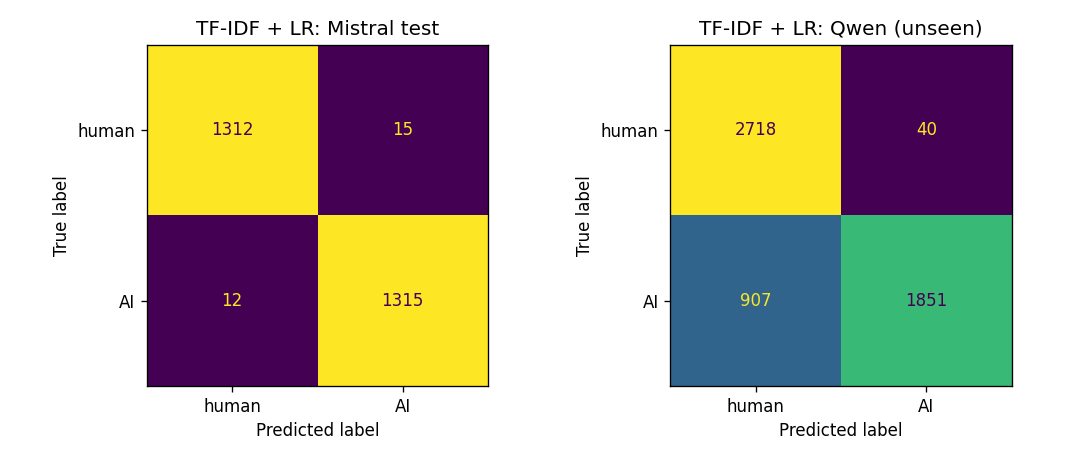 TF-IDF + LR: Mistral test
True label
human
1312
15
AI
12
1315
human
AI
Predicted label
TF-IDF + LR: Qwen (unseen)
True label
human
2718
40
AI
907
1851
human
AI
Predicted label